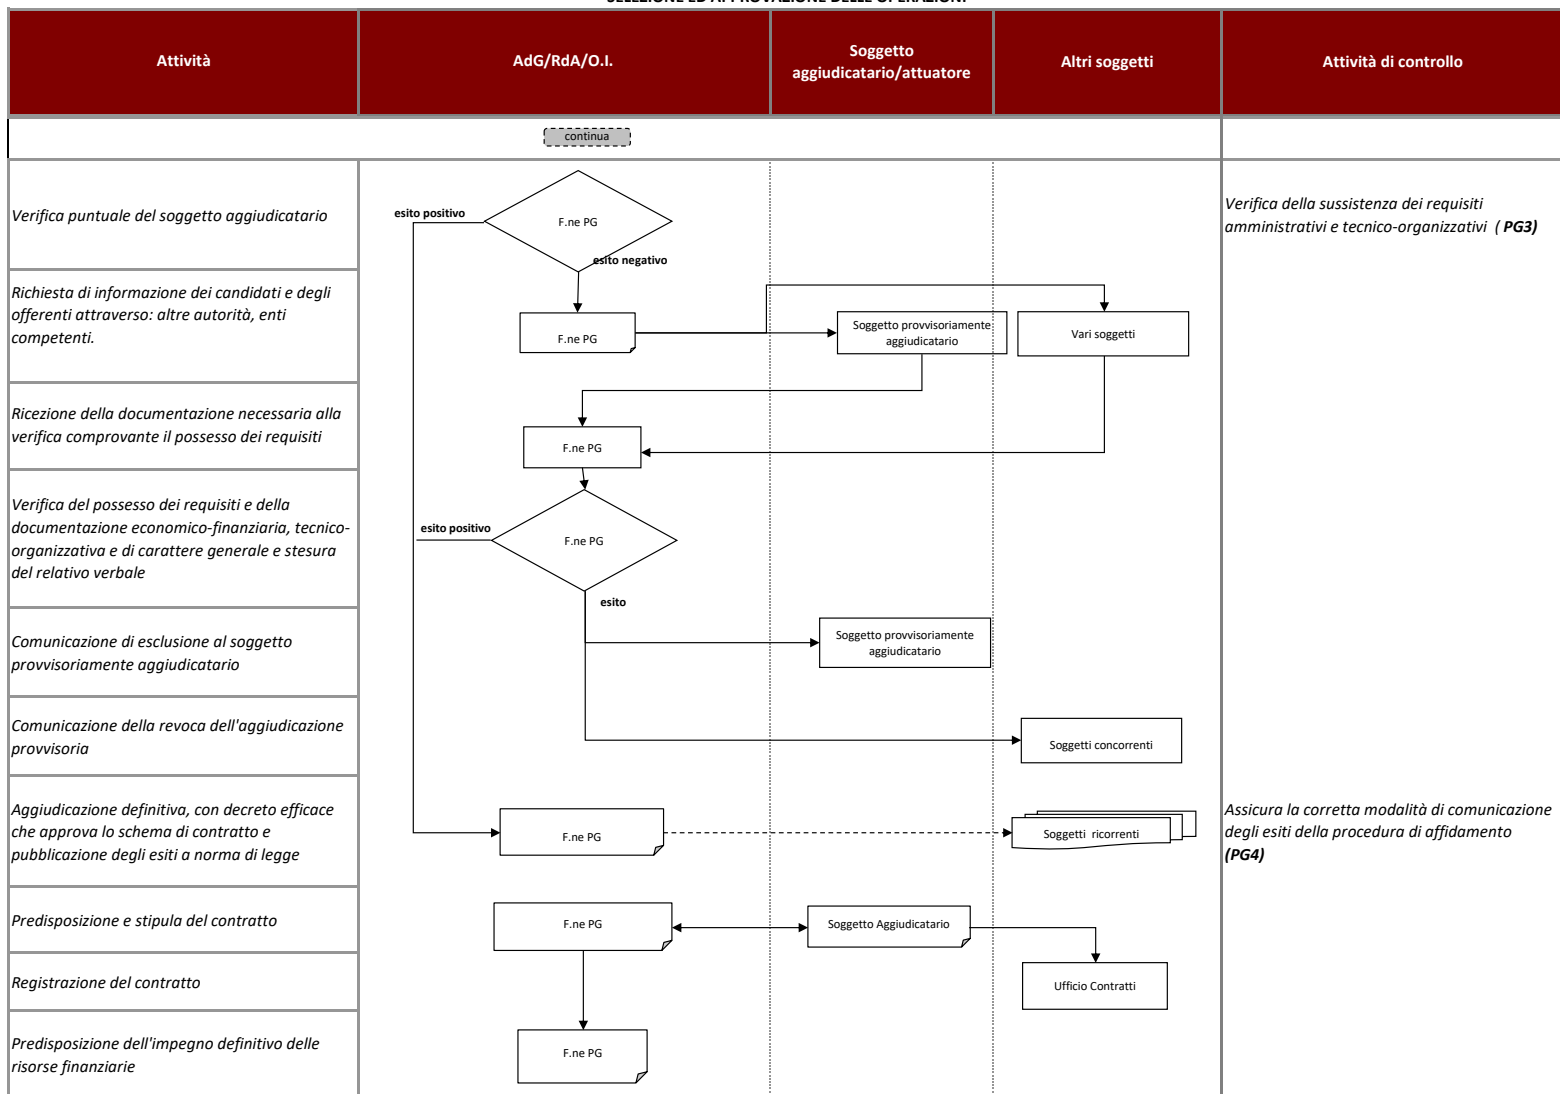 SELEZIONE ED APPROVAZIONE DELLE OPERAZIONI
Attività
AdG/RdA/O.I.
Soggetto
aggiudicatario/attuatore
Altri soggetti
Attività di controllo
continua
Verifica puntuale del soggetto aggiudicatario
esito positivo
F.ne PG
esito negativo
Verifica della sussistenza dei requisiti
amministrativi e tecnico-organizzativi ( PG3)
Richiesta di informazione dei candidati e degli
offerenti attraverso: altre autorità, enti
competenti.
F.ne PG
Soggetto provvisoriamente
aggiudicatario
Vari soggetti
Ricezione della documentazione necessaria alla
verifica comprovante il possesso dei requisiti
F.ne PG
Verifica del possesso dei requisiti e della
documentazione economico-finanziaria, tecnico-
organizzativa e di carattere generale e stesura
del relativo verbale
esito positivo
F.ne PG
esito
Comunicazione di esclusione al soggetto
provvisoriamente aggiudicatario
Soggetto provvisoriamente
aggiudicatario
Comunicazione della revoca dell'aggiudicazione
provvisoria
Soggetti concorrenti
Aggiudicazione definitiva, con decreto efficace
che approva lo schema di contratto e
pubblicazione degli esiti a norma di legge
F.ne PG
Soggetti ricorrenti
Assicura la corretta modalità di comunicazione
degli esiti della procedura di affidamento
(PG4)
Predisposizione e stipula del contratto
F.ne PG
Soggetto Aggiudicatario
Registrazione del contratto
Ufficio Contratti
Predisposizione dell'impegno definitivo delle
risorse finanziarie
F.ne PG